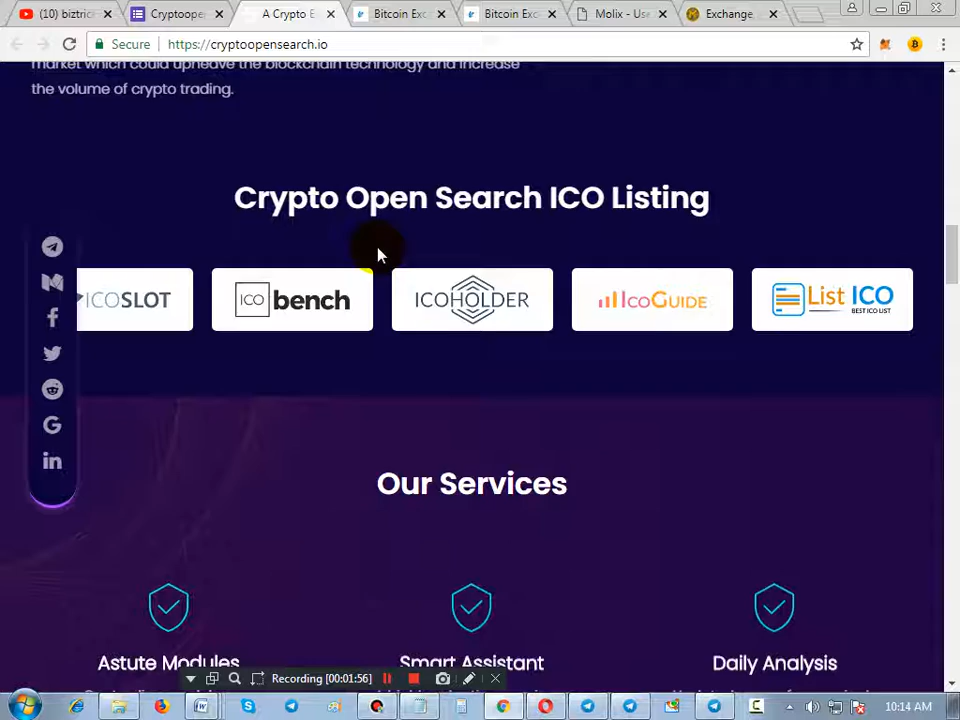 (10) biztric
Cryptoope
A Crypto E
Bitcoin Exc
Bitcoin Exc
Molix - Use
Exchange
Secure
https://cryptoopensearch.io
market which could upheave the blockchain technology and increase
the volume of crypto trading.
Crypto Open Search ICO Listing
ICOSLOT
ICO bench
ICOHOLDER
ICOGUIDE
List ICO
BEST ICO LIST
Our Services
Astute Modules
Smart Assistant
Daily Analysis
Recording [00:01:56]
10:14 AM